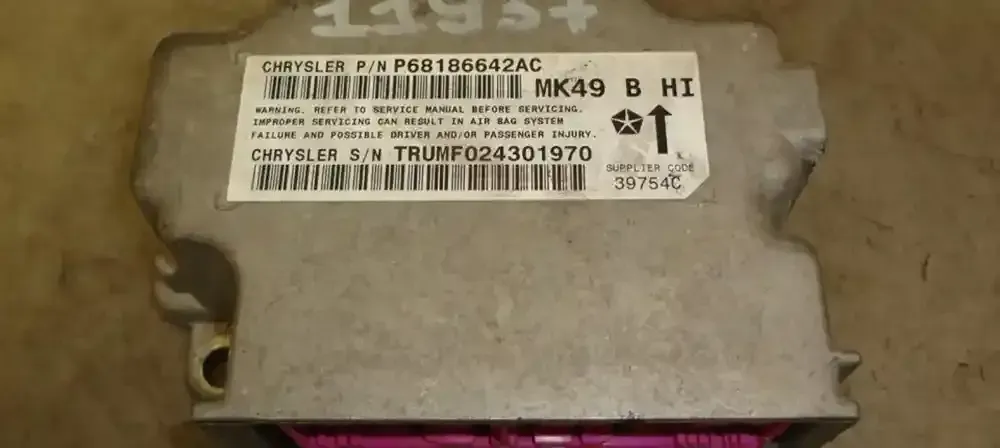 CHRYSLER P/N P68186642AC
MK49 B HI
WARNING. REFER TO SERVICE MANUAL BEFORE SERVICING.
IMPROPER SERVICING CAN RESULT IN AIR BAG SYSTEM
FAILURE AND POSSIBLE DRIVER AND/OR PASSENGER INJURY.
CHRYSLER S/N TRUMF024301970
SUPPLIER CODE
39754C